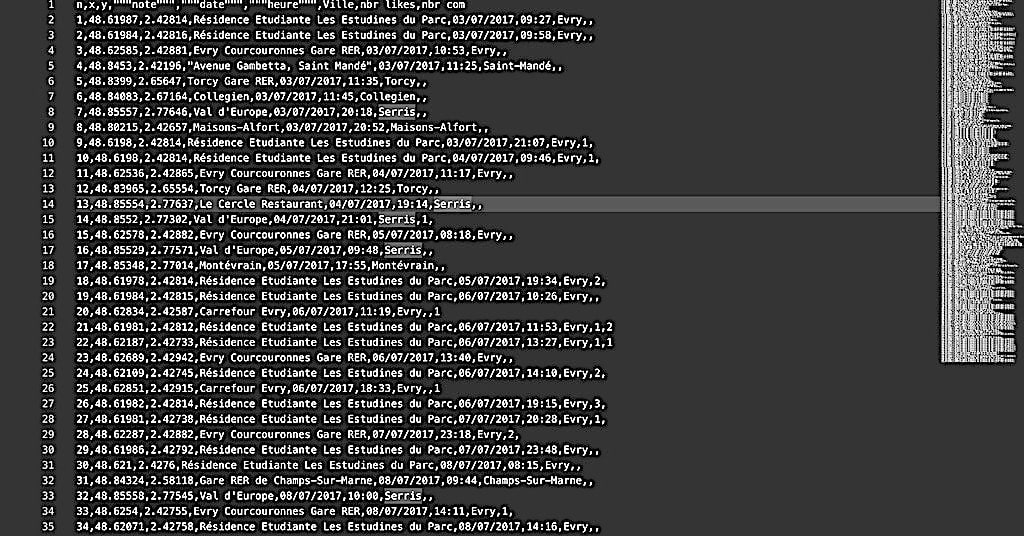 1 n,x,y,"""note""","""date""","""heure""",Ville,nbr likes,nbr com
2 1,48.61987,2.42814,Résidence Etudiante Les Estudines du Parc,03/07/2017,09:27,Evry,,
3 2,48.61984,2.42816,Résidence Etudiante Les Estudines du Parc,03/07/2017,09:58,Evry,,
4 3,48.62585,2.42881,Evry Courcouronnes Gare RER,03/07/2017,10:53,Evry,,
5 4,48.8453,2.42196,"Avenue Gambetta, Saint Mandé",03/07/2017,11:25,Saint-Mandé,,
6 5,48.8399,2.65647,Torcy Gare RER,03/07/2017,11:35,Torcy,,
7 6,48.84083,2.67164,Collegien,03/07/2017,11:45,Collegien,,
8 7,48.85557,2.77646,Val d'Europe,03/07/2017,20:18,Serris,,
9 8,48.80215,2.42657,Maisons-Alfort,03/07/2017,20:52,Maisons-Alfort,,
10 9,48.6198,2.42814,Résidence Etudiante Les Estudines du Parc,03/07/2017,21:07,Evry,1,
11 10,48.6198,2.42814,Résidence Etudiante Les Estudines du Parc,04/07/2017,09:46,Evry,1,
12 11,48.62536,2.42865,Evry Courcouronnes Gare RER,04/07/2017,11:17,Evry,,
13 12,48.83965,2.65554,Torcy Gare RER,04/07/2017,12:25,Torcy,,
14 13,48.85554,2.77637,Le Cercle Restaurant,04/07/2017,19:14,Serris,,
15 14,48.8552,2.77302,Val d'Europe,04/07/2017,21:01,Serris,1,
16 15,48.62578,2.42882,Evry Courcouronnes Gare RER,05/07/2017,08:18,Evry,,
17 16,48.85529,2.77571,Val d'Europe,05/07/2017,09:48,Serris,,
18 17,48.85348,2.77014,Montévrain,05/07/2017,17:55,Montévrain,,
19 18,48.61978,2.42814,Résidence Etudiante Les Estudines du Parc,05/07/2017,19:34,Evry,2,
20 19,48.61984,2.42815,Résidence Etudiante Les Estudines du Parc,06/07/2017,10:26,Evry,,
21 20,48.62834,2.42587,Carrefour Evry,06/07/2017,11:19,Evry,,1
22 21,48.61981,2.42812,Résidence Etudiante Les Estudines du Parc,06/07/2017,11:53,Evry,1,2
23 22,48.62187,2.42733,Résidence Etudiante Les Estudines du Parc,06/07/2017,13:27,Evry,1,1
24 23,48.62689,2.42942,Evry Courcouronnes Gare RER,06/07/2017,13:40,Evry,,
25 24,48.62109,2.42745,Résidence Etudiante Les Estudines du Parc,06/07/2017,14:10,Evry,2,
26 25,48.62851,2.42915,Carrefour Evry,06/07/2017,18:33,Evry,,1
27 26,48.61982,2.42814,Résidence Etudiante Les Estudines du Parc,06/07/2017,19:15,Evry,3,
28 27,48.61981,2.42738,Résidence Etudiante Les Estudines du Parc,07/07/2017,20:28,Evry,1,
29 28,48.62287,2.42882,Evry Courcouronnes Gare RER,07/07/2017,23:18,Evry,2,
30 29,48.61986,2.42792,Résidence Etudiante Les Estudines du Parc,07/07/2017,23:48,Evry,,
31 30,48.621,2.4276,Résidence Etudiante Les Estudines du Parc,08/07/2017,08:15,Evry,,
32 31,48.84324,2.58118,Gare RER de Champs-Sur-Marne,08/07/2017,09:44,Champs-Sur-Marne,,
33 32,48.85558,2.77545,Val d'Europe,08/07/2017,10:00,Serris,,
34 33,48.6254,2.42755,Evry Courcouronnes Gare RER,08/07/2017,14:11,Evry,1,
35 34,48.62071,2.42758,Résidence Etudiante Les Estudines du Parc,08/07/2017,14:16,Evry,,